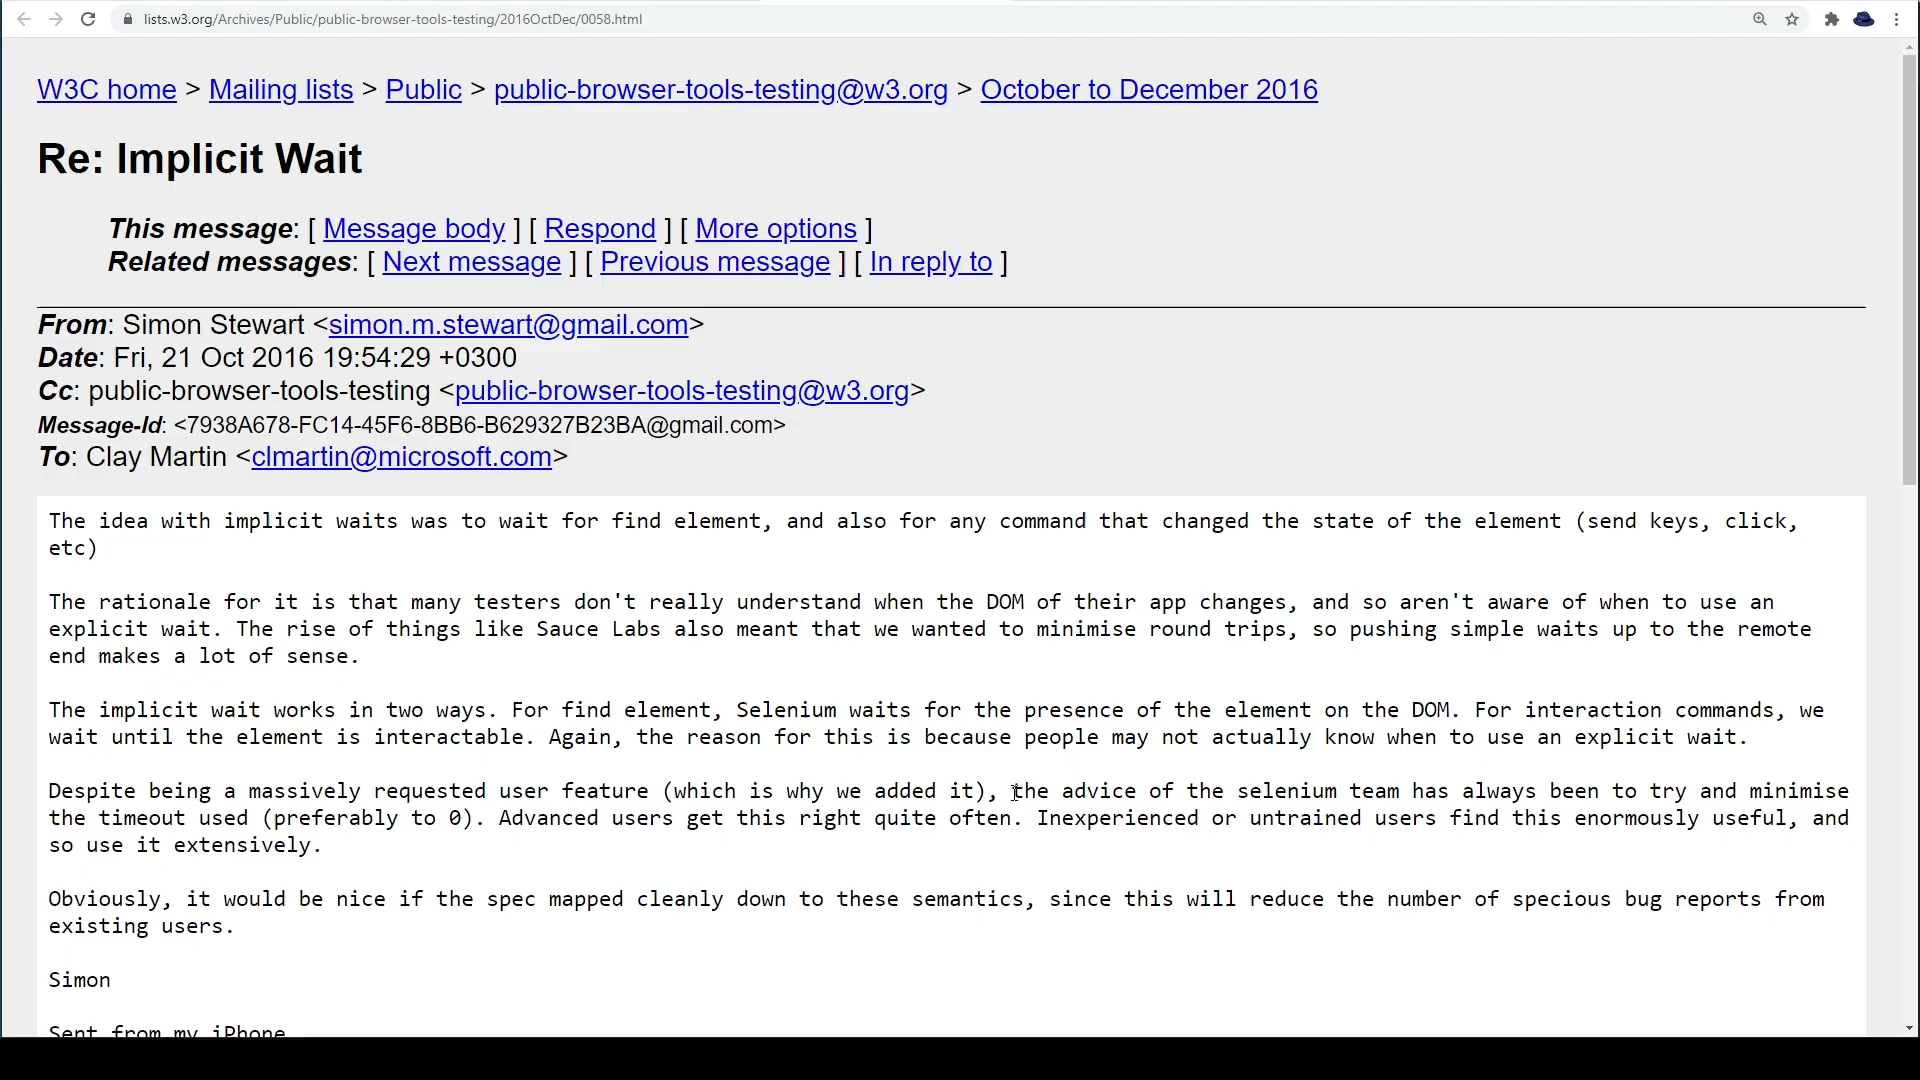 lists.w3.org/Archives/Public/public-browser-tools-testing/2016OctDec/0058.html
W3C home > Mailing lists > Public > public-browser-tools-testing@w3.org > October to December 2016
Re: Implicit Wait
This message: [ Message body ] [ Respond ] [ More options ]
Related messages: [ Next message ] [ Previous message ] [ In reply to ]
From: Simon Stewart <simon.m.stewart@gmail.com>
Date: Fri, 21 Oct 2016 19:54:29 +0300
Cc: public-browser-tools-testing <public-browser-tools-testing@w3.org>
Message-Id: <7938A678-FC14-45F6-8BB6-B629327B23BA@gmail.com>
To: Clay Martin <clmartin@microsoft.com>
The idea with implicit waits was to wait for find element, and also for any command that changed the state of the element (send keys, click,
etc)
The rationale for it is that many testers don't really understand when the DOM of their app changes, and so aren't aware of when to use an
explicit wait. The rise of things like Sauce Labs also meant that we wanted to minimise round trips, so pushing simple waits up to the remote
end makes a lot of sense.
The implicit wait works in two ways. For find element, Selenium waits for the presence of the element on the DOM. For interaction commands, we
wait until the element is interactable. Again, the reason for this is because people may not actually know when to use an explicit wait.
Despite being a massively requested user feature (which is why we added it), the advice of the selenium team has always been to try and minimise
the timeout used (preferably to 0). Advanced users get this right quite often. Inexperienced or untrained users find this enormously useful, and
so use it extensively.
Obviously, it would be nice if the spec mapped cleanly down to these semantics, since this will reduce the number of specious bug reports from
existing users.
Simon
Sent from my iPhone